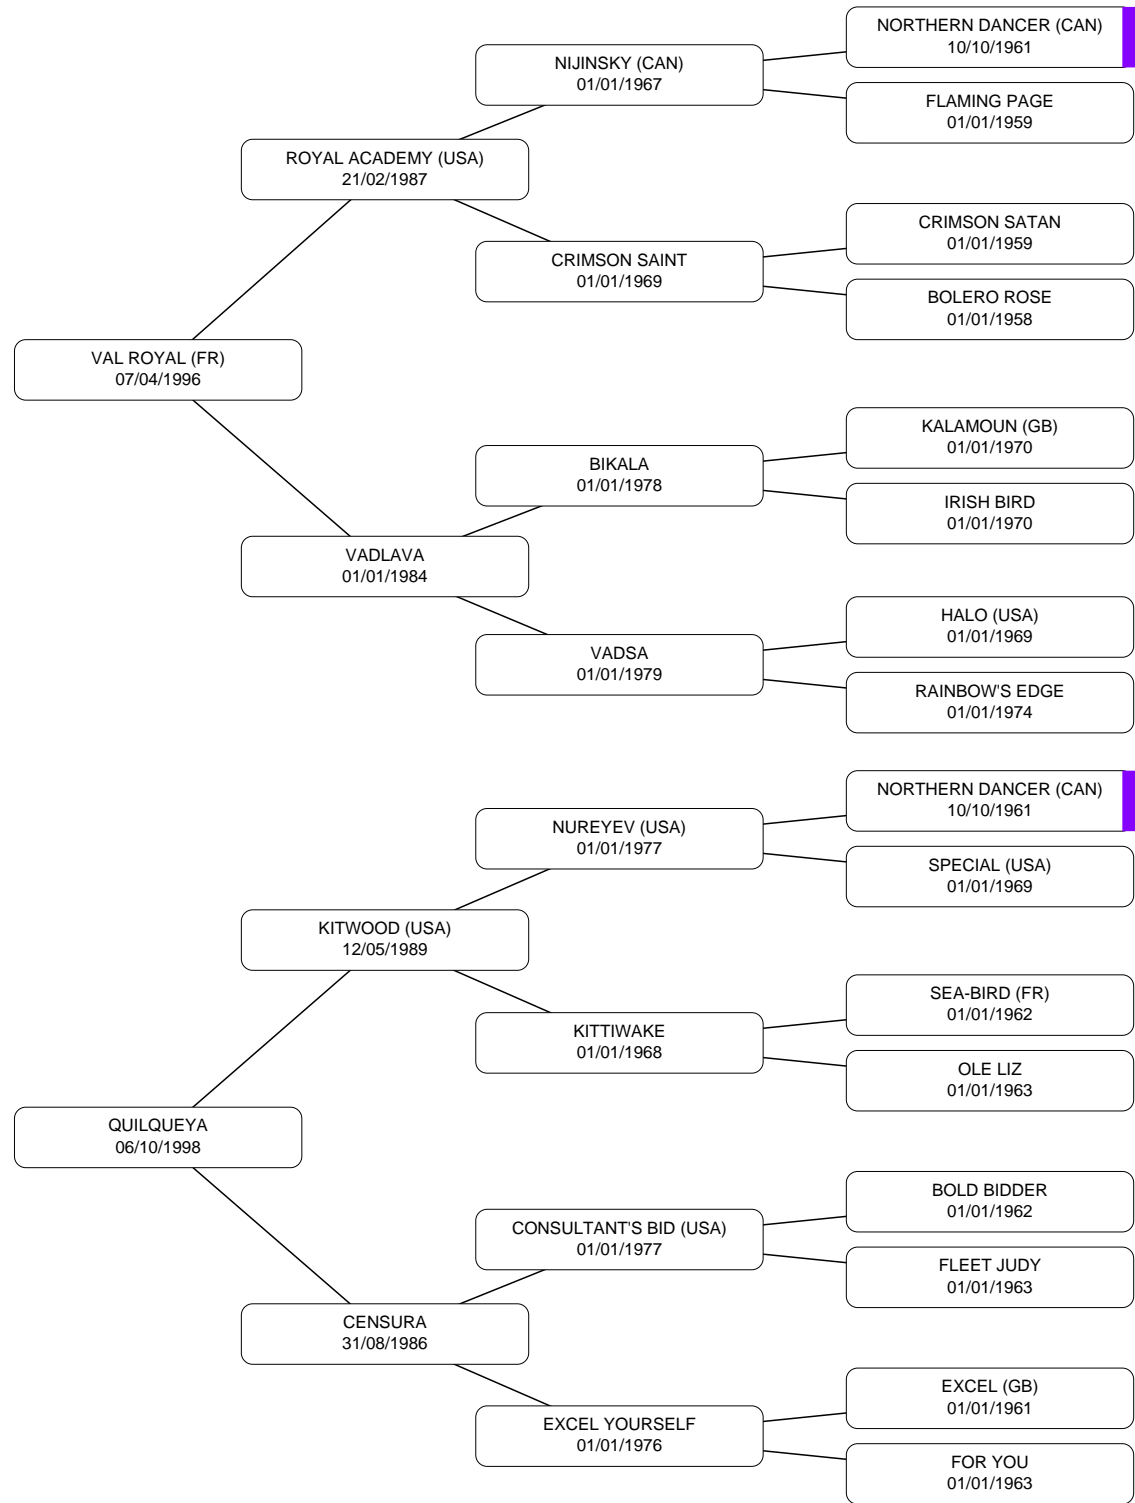 NORTHERN DANCER (CAN)
10/10/1961
NIJINSKY (CAN)
01/01/1967
FLAMING PAGE
01/01/1959
ROYAL ACADEMY (USA)
21/02/1987
CRIMSON SATAN
01/01/1959
CRIMSON SAINT
01/01/1969
BOLERO ROSE
01/01/1958
VAL ROYAL (FR)
07/04/1996
KALAMOUN (GB)
01/01/1970
BIKALA
01/01/1978
IRISH BIRD
01/01/1970
VADLAVA
01/01/1984
HALO (USA)
01/01/1969
VADSA
01/01/1979
RAINBOW'S EDGE
01/01/1974
NORTHERN DANCER (CAN)
10/10/1961
NUREYEV (USA)
01/01/1977
SPECIAL (USA)
01/01/1969
KITWOOD (USA)
12/05/1989
SEA-BIRD (FR)
01/01/1962
KITTIWAKE
01/01/1968
OLE LIZ
01/01/1963
QUILQUEYA
06/10/1998
BOLD BIDDER
01/01/1962
CONSULTANT'S BID (USA)
01/01/1977
FLEET JUDY
01/01/1963
CENSURA
31/08/1986
EXCEL (GB)
01/01/1961
EXCEL YOURSELF
01/01/1976
FOR YOU
01/01/1963